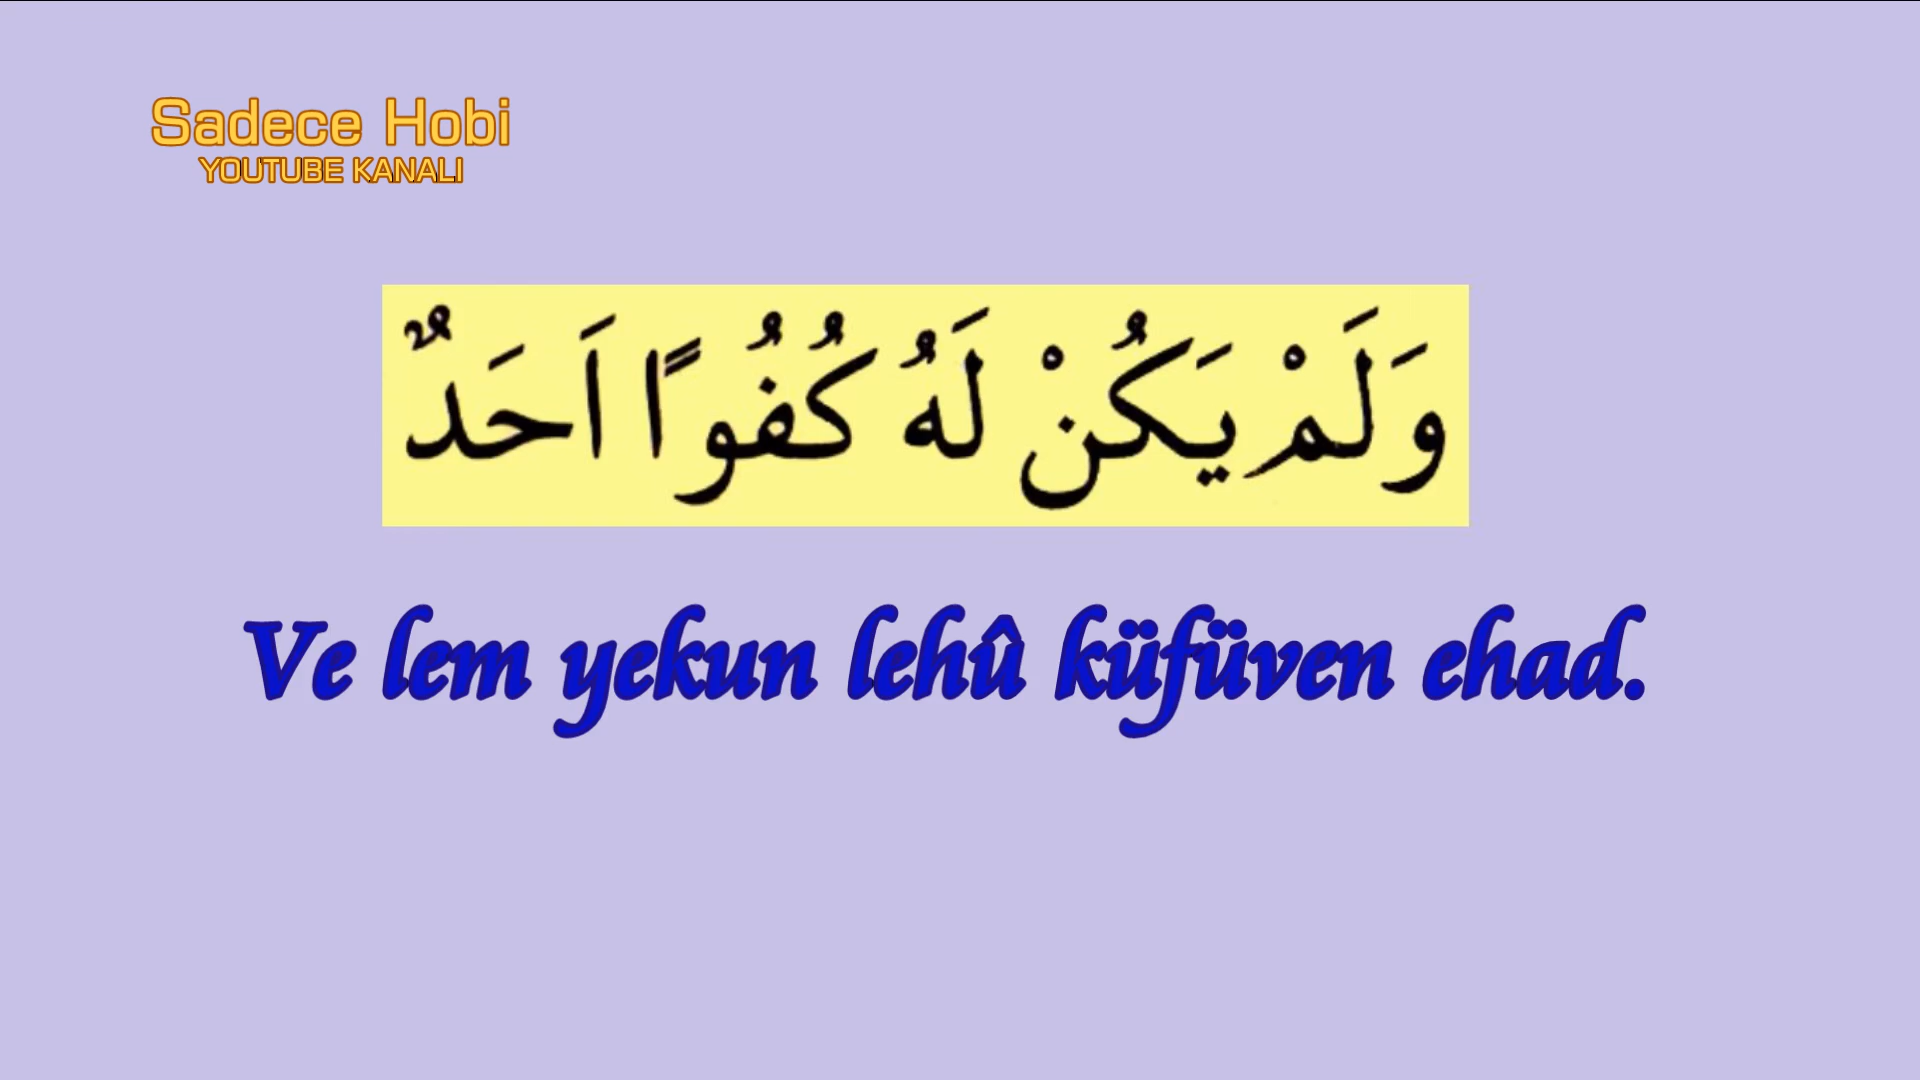 Sadece Hobi
YOUTUBE KANALI
وَلَمْ يَكُنْ لَهُ كُفُوًا اَحَدٌ
Ve lem yekun lehû küfüven ehad.